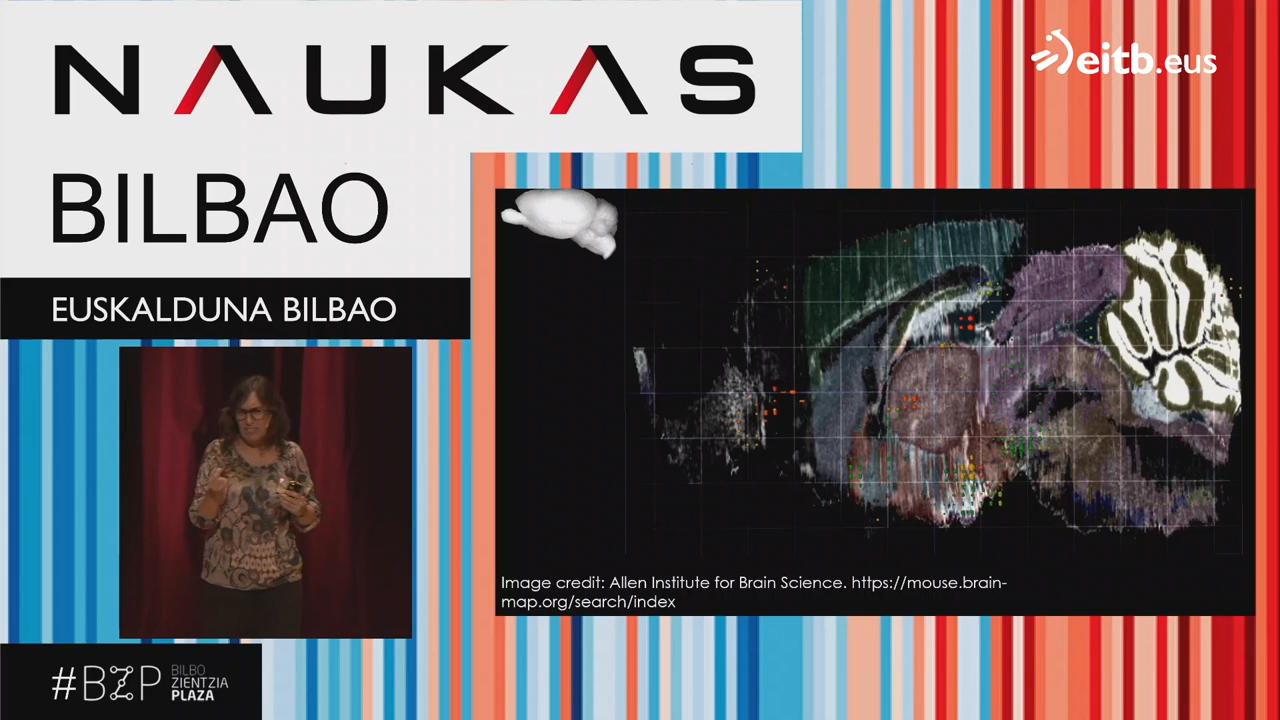 NAUKAS
eitb.eus
BILBAO
EUSKALDUNA BILBAO
Image credit: Allen Institute for Brain Science. https://mouse.brain-
map.org/search/index
#BZP
BILBO
ZIENTZIA
PLAZA